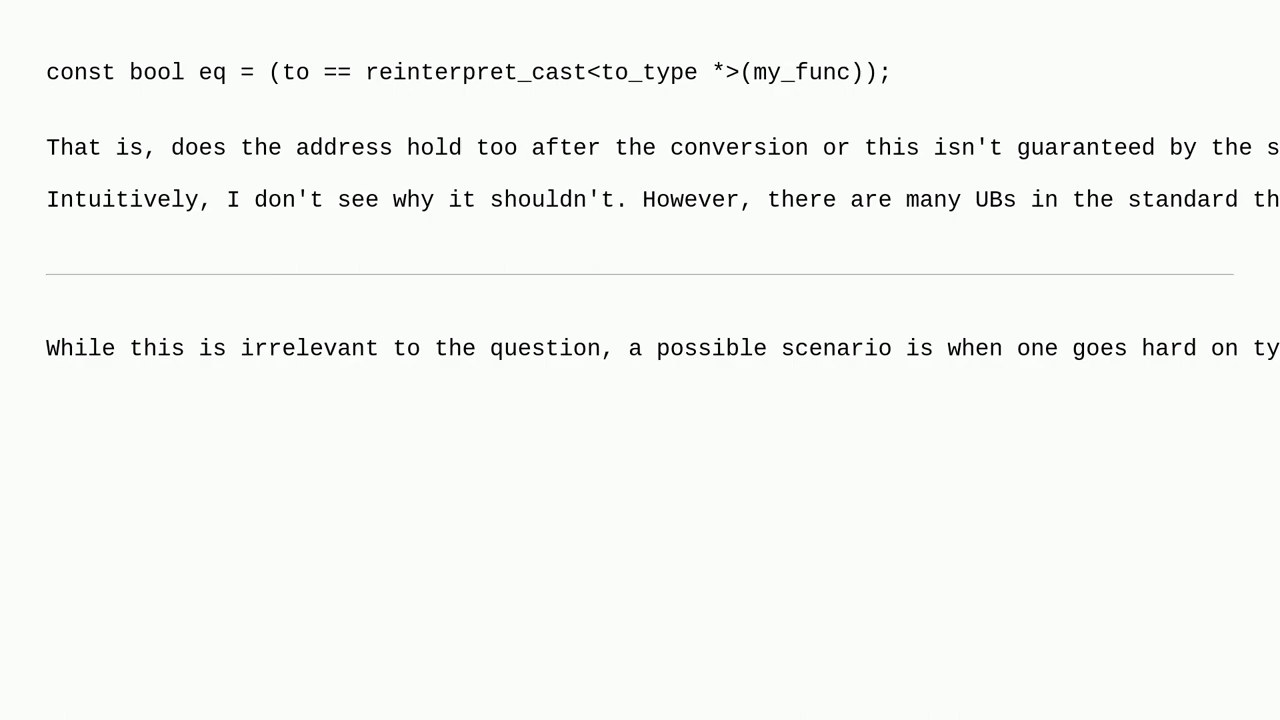 const bool eq = (to == reinterpret_cast<to_type *>(my_func));
That is, does the address hold too after the conversion or this isn't guaranteed by the
Intuitively, I don't see why it shouldn't. However, there are many UBs in the standard
While this is irrelevant to the question, a possible scenario is when one goes hard on